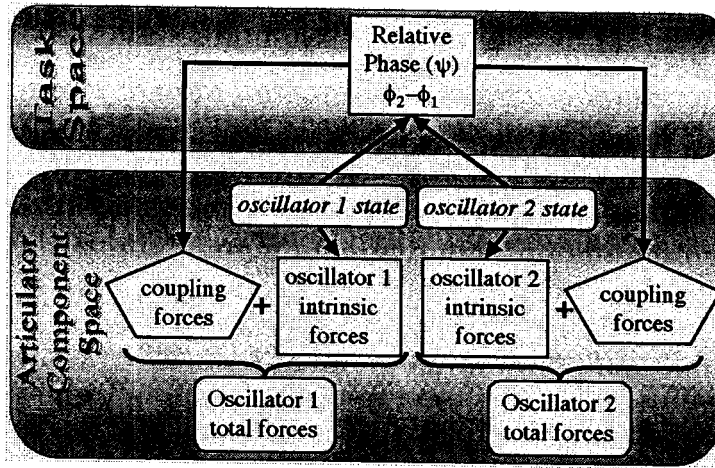 Task
Space
Relative
Phase (ψ)
ϕ₂–ϕ₁
Articulator
Component
Space
oscillator 1 state
oscillator 2 state
coupling
forces
+
oscillator 1
intrinsic
forces
oscillator 2
intrinsic
forces
+
coupling
forces
Oscillator 1
total forces
Oscillator 2
total forces